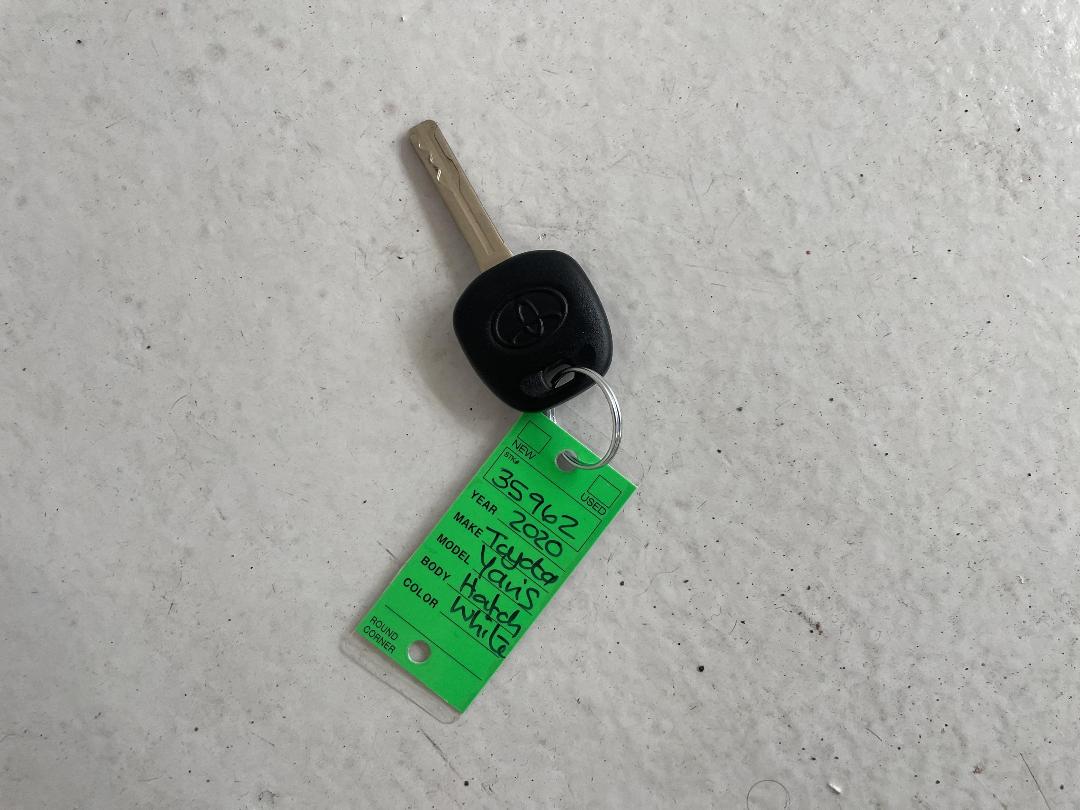 NEW
USED
STK# 35962
YEAR 2020
MAKE Toyota
MODEL Yaris
BODY Hatch
COLOR White
ROUND
CORNER